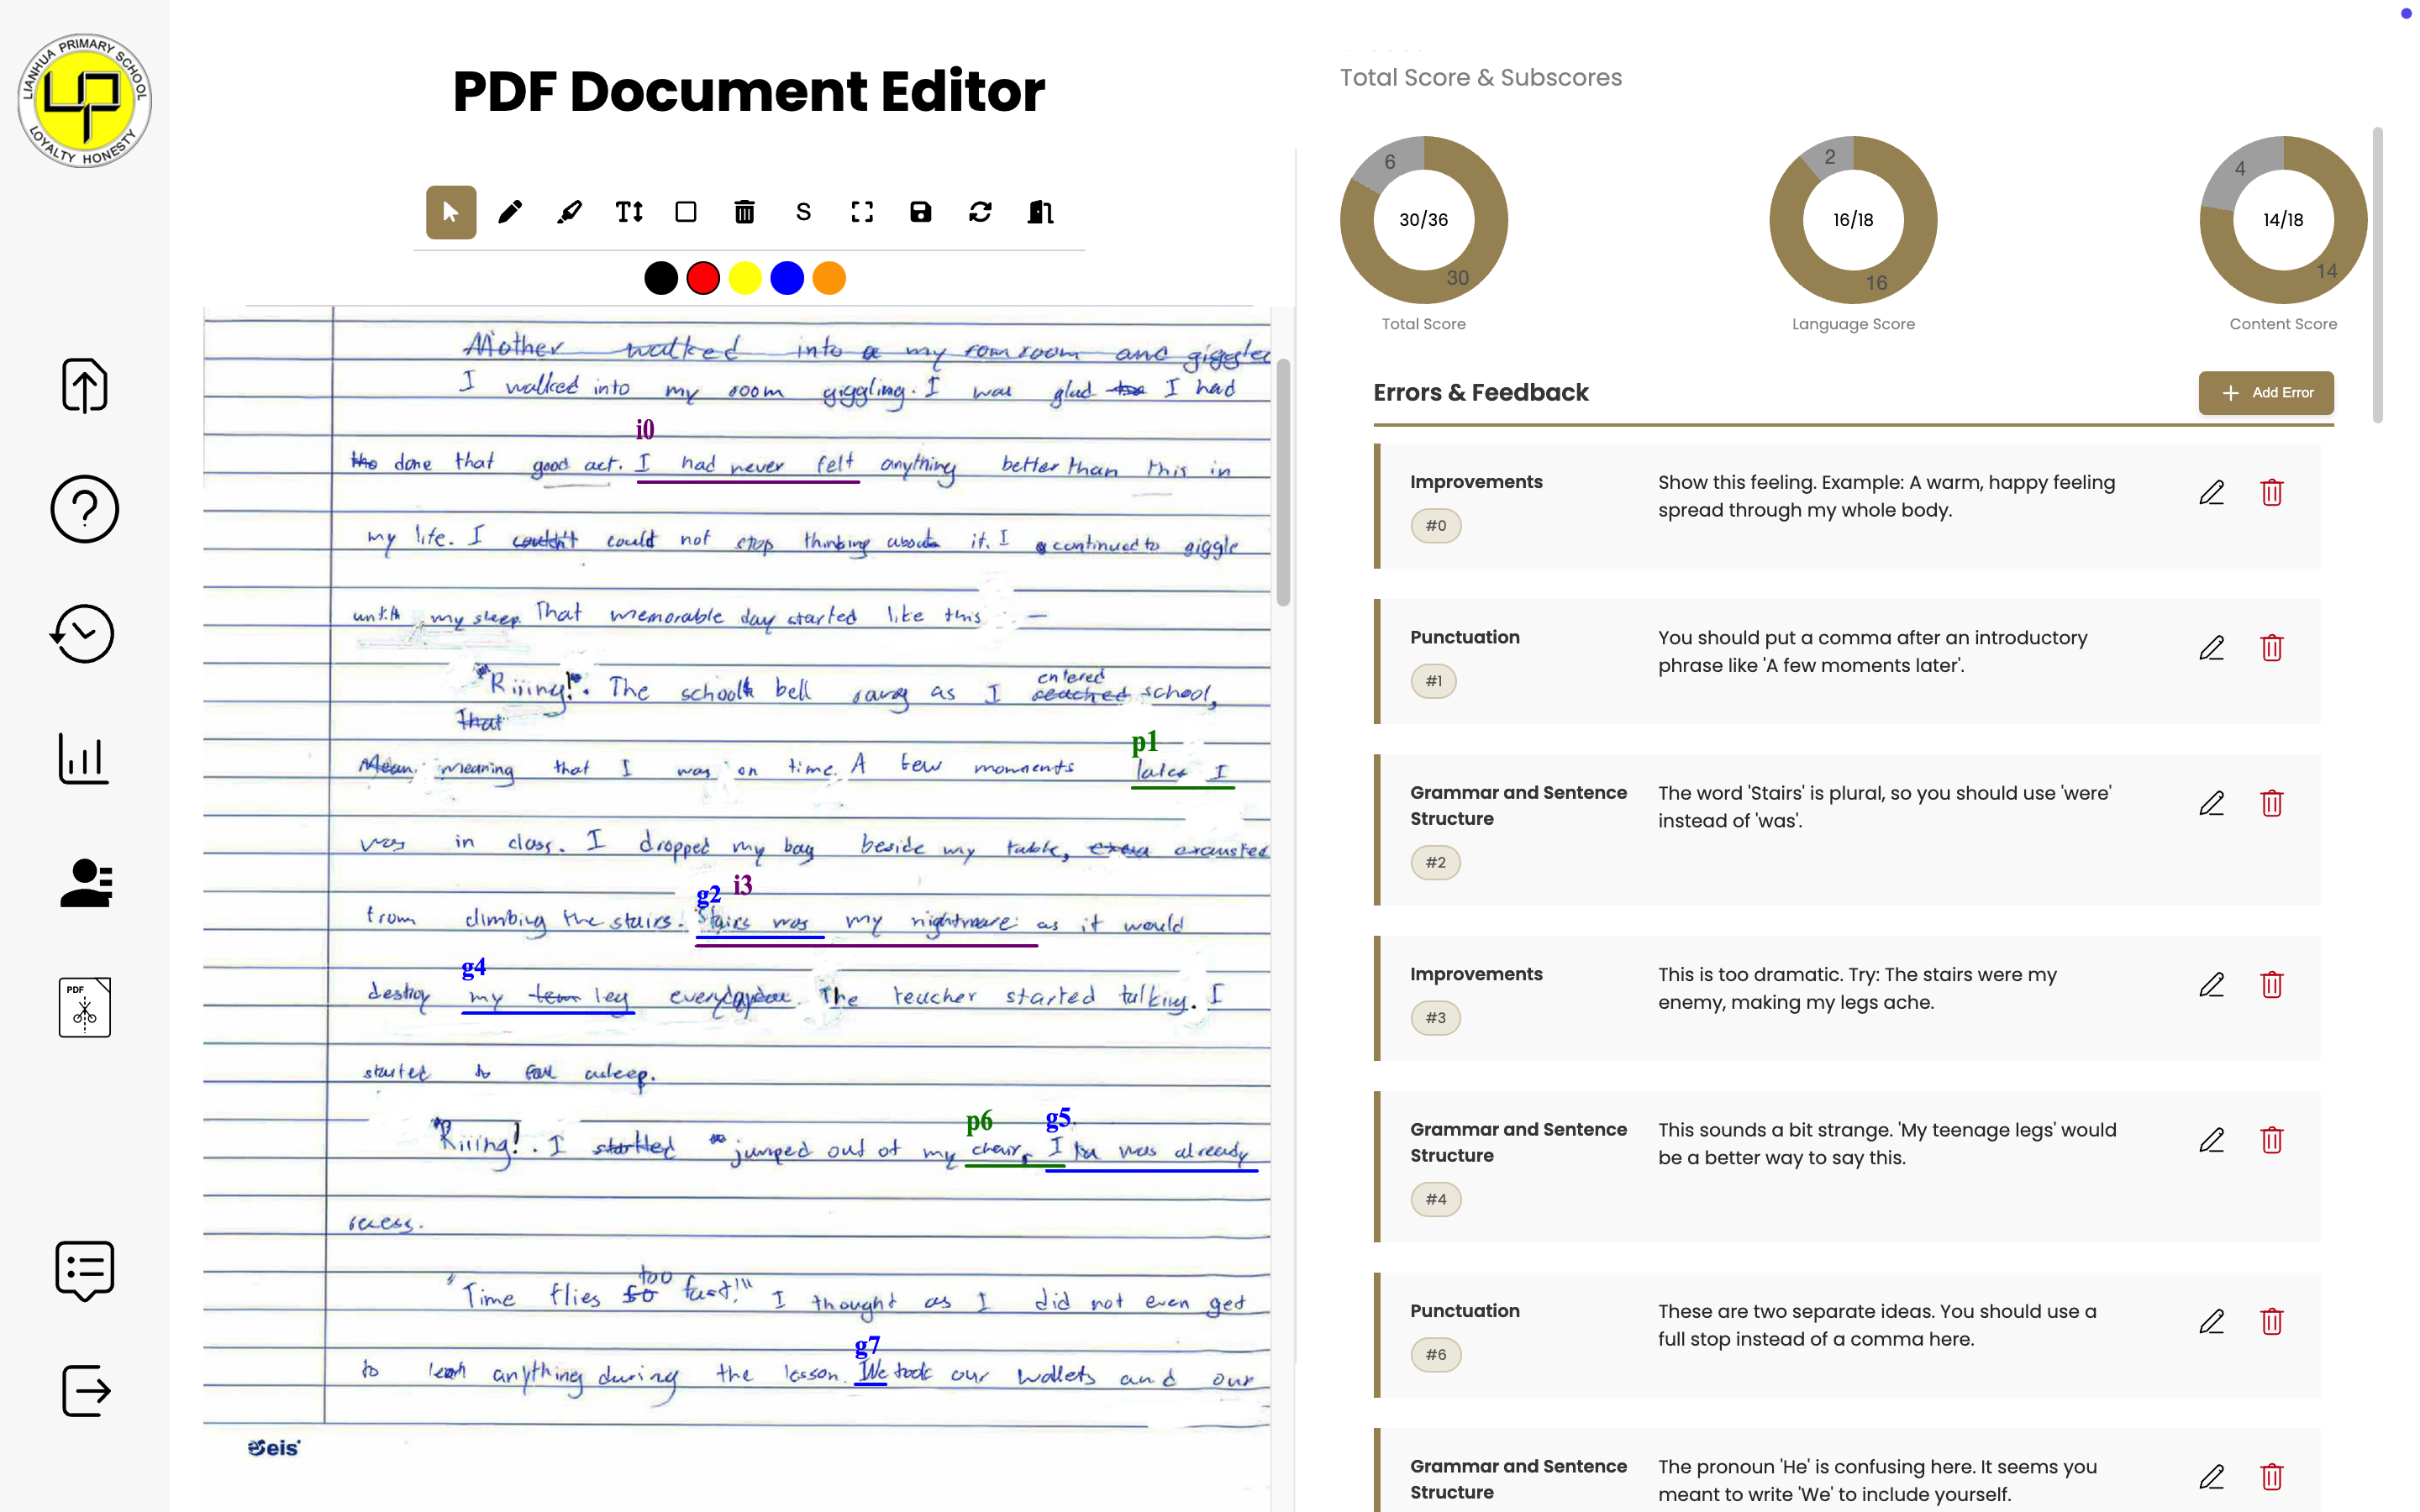 LIANHUA PRIMARY SCHOOL
LOYALTY HONESTY
PDF Document Editor
S
Mother walked into a my rom room and giggled
I walked into my room giggling. I was glad I had
i0
tho done that good act. I had never felt anything better than this in
my life. I couldn't could not stop thinking about it. I continued to giggle
until my sleep. That memorable day started like this —
entered
"Riiing!". The school bell rang as I reached school,
That
p1
Mean. meaning that I was on time. A few momnents later I
was in class. I dropped my bag beside my table, exausted
g2 i3
from climbing the stairs. Stairs was my nightmare as it would
g4
destroy my leg everyday. The teacher started talking. I
started to fall asleep.
p6 g5
"Riiing! . I startled jumped out of my chair, I was already
recess.
too
"Time flies so fast!" I thought as I did not even get
g7
to learn anything during the lesson. We took our wallets and our
eis
PDF
Total Score & Subscores
6
30/36
30
Total Score
2
16/18
16
Language Score
4
14/18
14
Content Score
Errors & Feedback
+ Add Error
Improvements
#0
Show this feeling. Example: A warm, happy feeling
spread through my whole body.
Punctuation
#1
You should put a comma after an introductory
phrase like 'A few moments later'.
Grammar and Sentence
Structure
#2
The word 'Stairs' is plural, so you should use 'were'
instead of 'was'.
Improvements
#3
This is too dramatic. Try: The stairs were my
enemy, making my legs ache.
Grammar and Sentence
Structure
#4
This sounds a bit strange. 'My teenage legs' would
be a better way to say this.
Punctuation
#6
These are two separate ideas. You should use a
full stop instead of a comma here.
Grammar and Sentence
Structure
The pronoun 'He' is confusing here. It seems you
meant to write 'We' to include yourself.